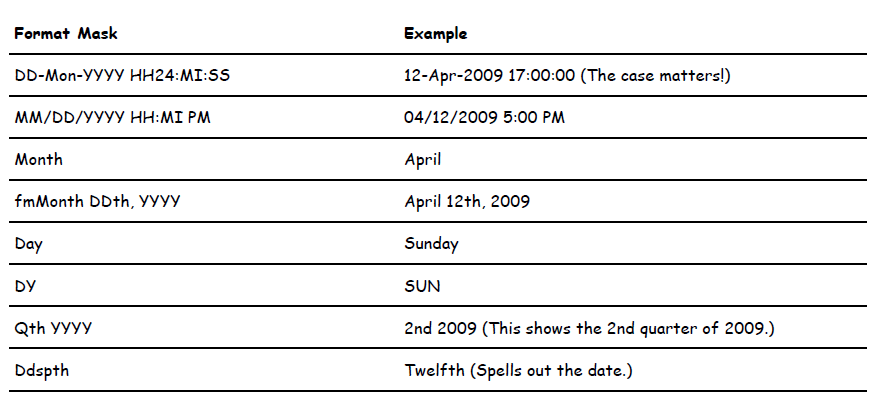 Format Mask Example
DD-Mon-YYYY HH24:MI:SS 12-Apr-2009 17:00:00 (The case matters!)
MM/DD/YYYY HH:MI PM 04/12/2009 5:00 PM
Month April
fmMonth DDth, YYYY April 12th, 2009
Day Sunday
DY SUN
Qth YYYY 2nd 2009 (This shows the 2nd quarter of 2009.)
Ddspth Twelfth (Spells out the date.)